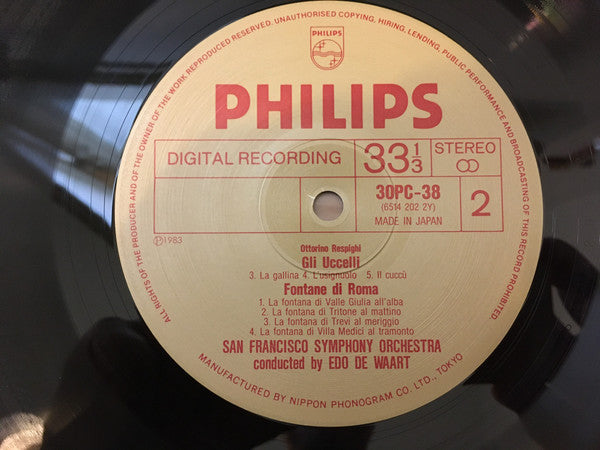 ALL RIGHTS OF THE PRODUCER AND OF THE OWNER OF THE WORK REPRODUCED RESERVED. UNAUTHORISED COPYING, HIRING, LENDING, PUBLIC PERFORMANCE AND BROADCASTING OF THIS RECORD PROHIBITED
PHILIPS
PHILIPS
DIGITAL RECORDING
33 1/3
STEREO
30PC-38
(6514 202 2Y)
MADE IN JAPAN
2
Ⓟ1983
Ottorino Respighi
Gli Uccelli
3. La gallina 4. L'usignuolo 5. Il cuccù
Fontane di Roma
1. La fontana di Valle Giulia all'alba
2. La fontana di Tritone al mattino
3. La fontana di Trevi al meriggio
4. La fontana di Villa Medici al tramonto
SAN FRANCISCO SYMPHONY ORCHESTRA
conducted by EDO DE WAART
MANUFACTURED BY NIPPON PHONOGRAM CO. LTD., TOKYO